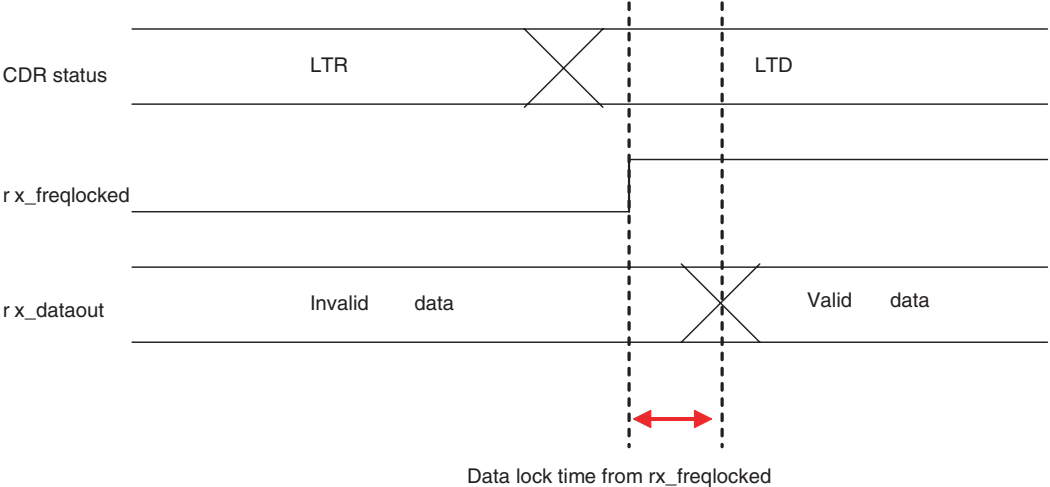 CDR status
LTR
LTD
r x_freqlocked
r x_dataout
Invalid data
Valid data
Data lock time from rx_freqlocked